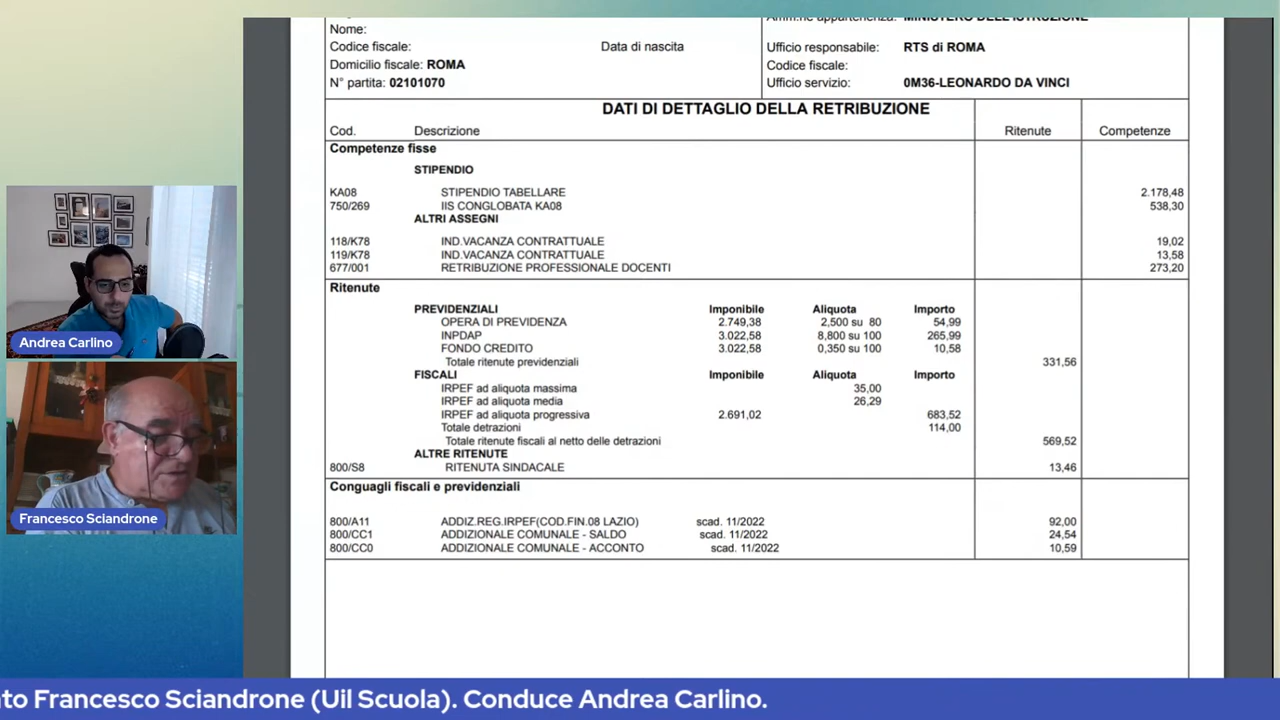 Amm.ne appartenenza: MINISTERO DELL'ISTRUZIONE
Nome:
Codice fiscale: Data di nascita
Ufficio responsabile: RTS di ROMA
Domicilio fiscale: ROMA
Codice fiscale:
N° partita: 02101070
Ufficio servizio: 0M36-LEONARDO DA VINCI
DATI DI DETTAGLIO DELLA RETRIBUZIONE
Cod. Descrizione Ritenute Competenze
Competenze fisse
STIPENDIO
KA08 STIPENDIO TABELLARE 2.178,48
750/269 IIS CONGLOBATA KA08 538,30
ALTRI ASSEGNI
118/K78 IND.VACANZA CONTRATTUALE 19,02
119/K78 IND.VACANZA CONTRATTUALE 13,58
677/001 RETRIBUZIONE PROFESSIONALE DOCENTI 273,20
Ritenute
PREVIDENZIALI Imponibile Aliquota Importo
OPERA DI PREVIDENZA 2.749,38 2,500 su 80 54,99
INPDAP 3.022,58 8,800 su 100 265,99
FONDO CREDITO 3.022,58 0,350 su 100 10,58
Totale ritenute previdenziali 331,56
FISCALI Imponibile Aliquota Importo
IRPEF ad aliquota massima 35,00
IRPEF ad aliquota media 26,29
IRPEF ad aliquota progressiva 2.691,02 683,52
Totale detrazioni 114,00
Totale ritenute fiscali al netto delle detrazioni 569,52
ALTRE RITENUTE
800/S8 RITENUTA SINDACALE 13,46
Conguagli fiscali e previdenziali
800/A11 ADDIZ.REG.IRPEF(COD.FIN.08 LAZIO) scad. 11/2022 92,00
800/CC1 ADDIZIONALE COMUNALE - SALDO scad. 11/2022 24,54
800/CC0 ADDIZIONALE COMUNALE - ACCONTO scad. 11/2022 10,59
Andrea Carlino
Francesco Sciandrone
to Francesco Sciandrone (Uil Scuola). Conduce Andrea Carlino.